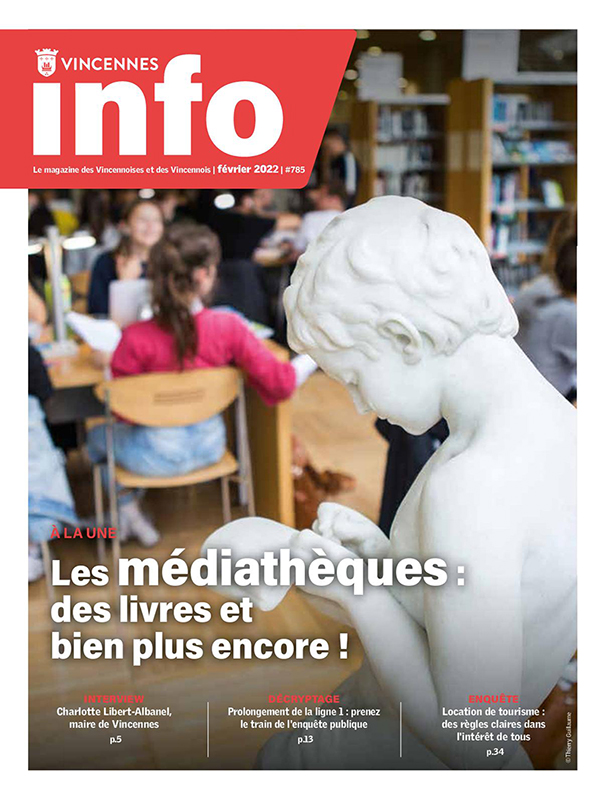 VINCENNES
info
Le magazine des Vincennoises et des Vincennois | février 2022 | #785
À LA UNE
Les médiathèques :
des livres et
bien plus encore !
INTERVIEW
Charlotte Libert-Albanel,
maire de Vincennes
p.5
DÉCRYPTAGE
Prolongement de la ligne 1 : prenez
le train de l'enquête publique
p.13
ENQUÊTE
Location de tourisme :
des règles claires dans
l'intérêt de tous
p.34
© Thierry Guillaume